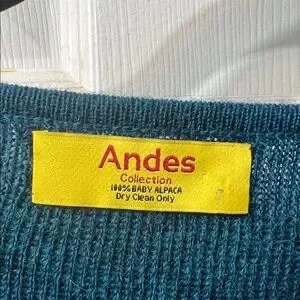 Andes
Collection
100% BABY ALPACA
Dry Clean Only